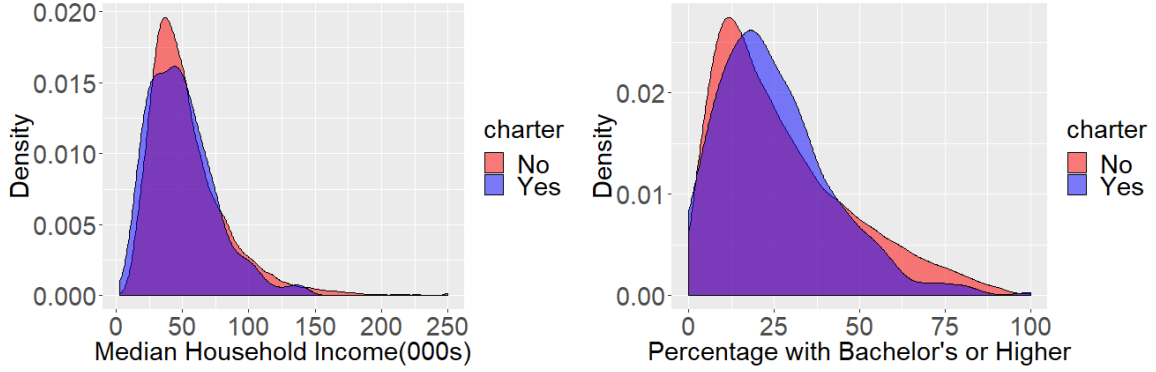 0.020
0.015
0.010
0.005
0.000
Density
0 50 100 150 200 250
Median Household Income(000s)
charter
No
Yes
0.02
0.01
0.00
Density
0 25 50 75 100
Percentage with Bachelor's or Higher
charter
No
Yes